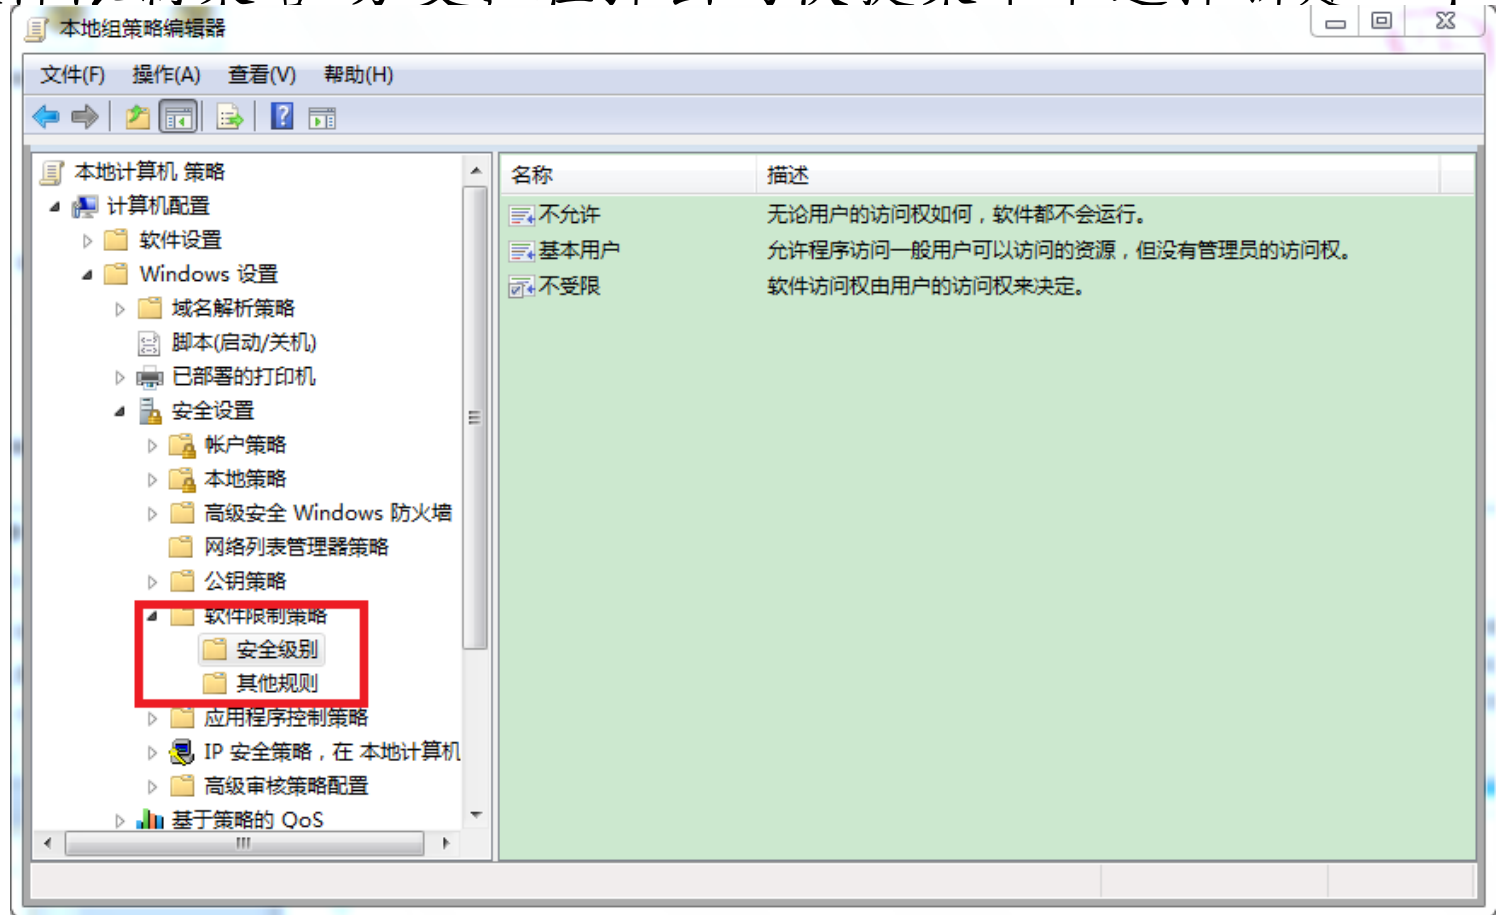 本地组策略编辑器
文件(F) 操作(A) 查看(V) 帮助(H)
本地计算机 策略
计算机配置
软件设置
Windows 设置
域名解析策略
脚本(启动/关机)
已部署的打印机
安全设置
帐户策略
本地策略
高级安全 Windows 防火墙
网络列表管理器策略
公钥策略
软件限制策略
安全级别
其他规则
应用程序控制策略
IP 安全策略，在 本地计算机
高级审核策略配置
基于策略的 QoS
名称 描述
不允许 无论用户的访问权如何，软件都不会运行。
基本用户 允许程序访问一般用户可以访问的资源，但没有管理员的访问权。
不受限 软件访问权由用户的访问权来决定。